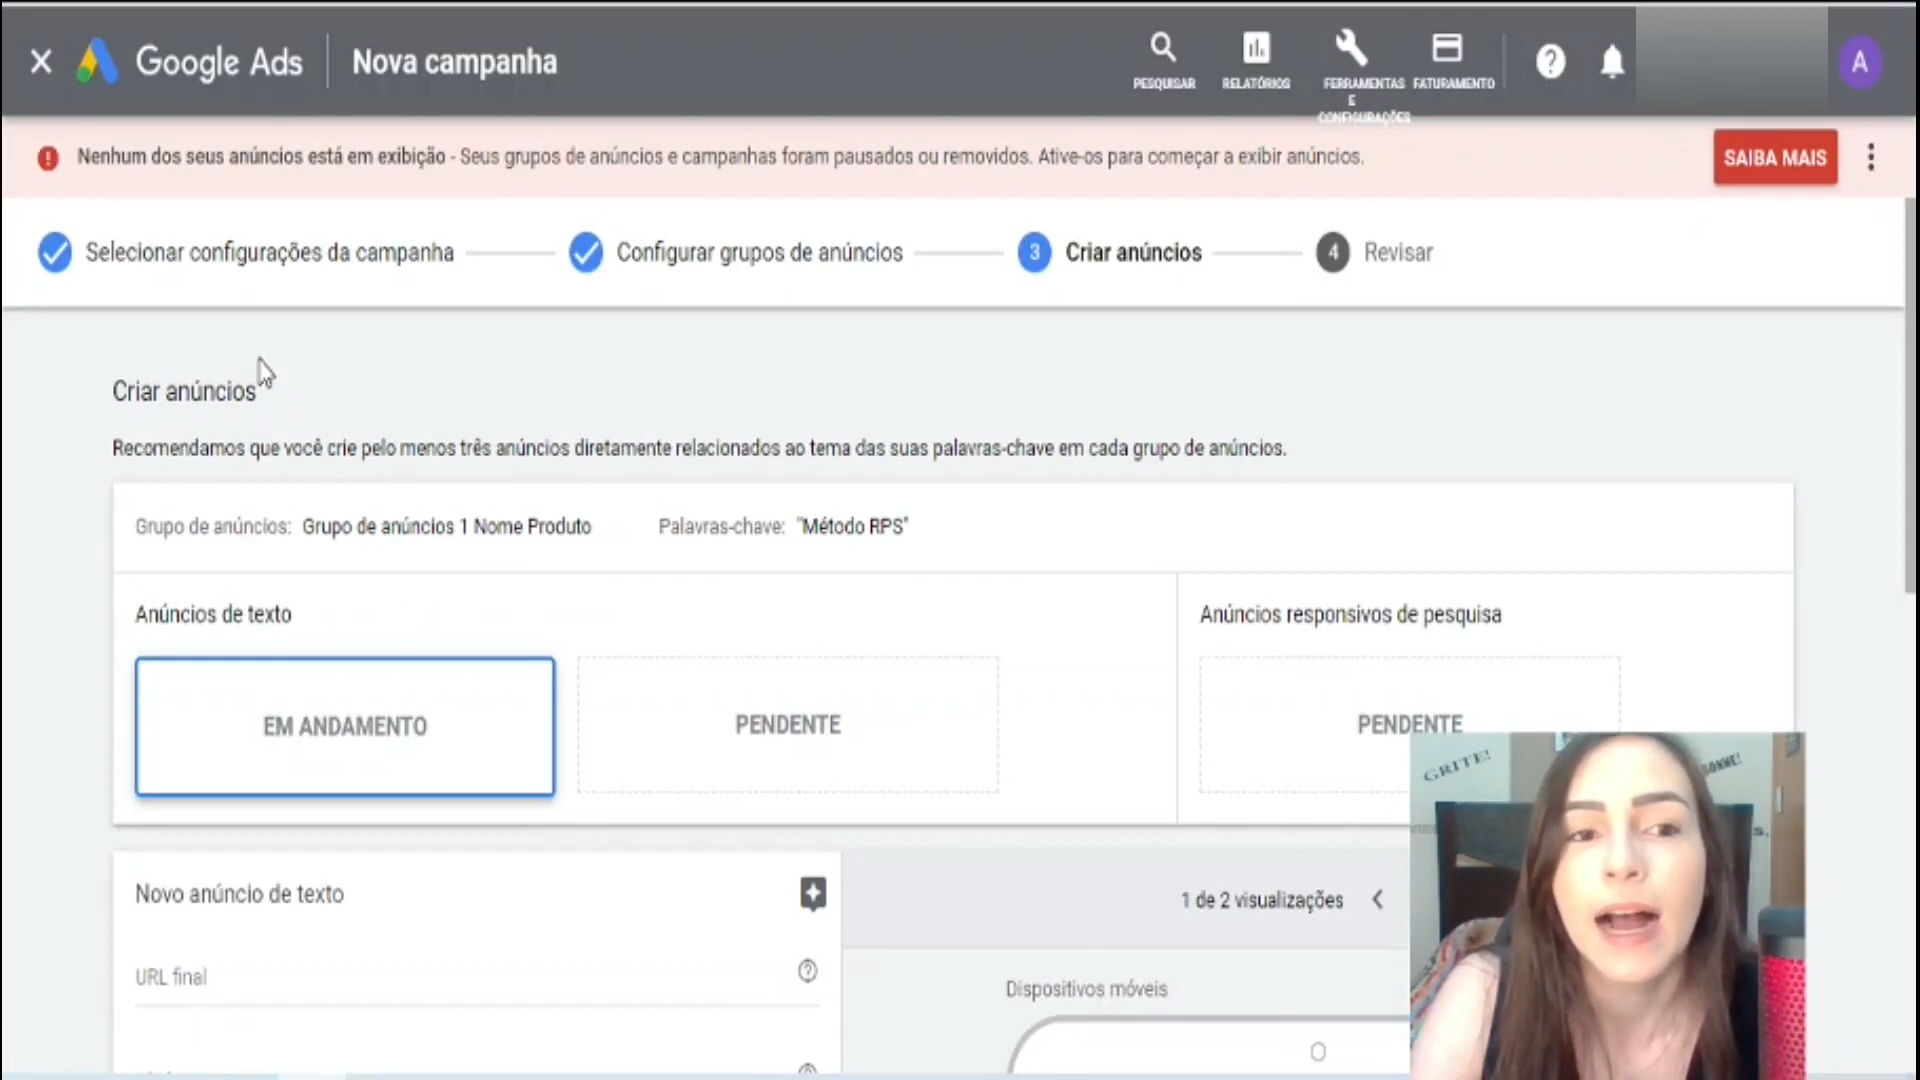 Google Ads
Nova campanha
PESQUISAR
RELATÓRIOS
FERRAMENTAS
E
CONFIGURAÇÕES
FATURAMENTO
A
Nenhum dos seus anúncios está em exibição - Seus grupos de anúncios e campanhas foram pausados ou removidos. Ative-os para começar a exibir anúncios.
SAIBA MAIS
Selecionar configurações da campanha
Configurar grupos de anúncios
3 Criar anúncios
4 Revisar
Criar anúncios
Recomendamos que você crie pelo menos três anúncios diretamente relacionados ao tema das suas palavras-chave em cada grupo de anúncios.
Grupo de anúncios: Grupo de anúncios 1 Nome Produto
Palavras-chave: "Método RPS"
Anúncios de texto
Anúncios responsivos de pesquisa
EM ANDAMENTO
PENDENTE
PENDENTE
GRITE!
Novo anúncio de texto
1 de 2 visualizações
URL final
Dispositivos móveis